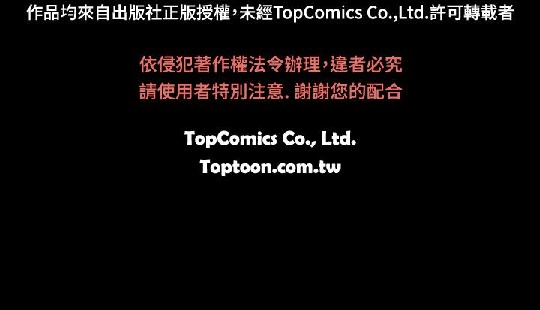 作品均來自出版社正版授權，未經TopComics Co.,Ltd.許可轉載者
依侵犯著作權法令辦理，違者必究
請使用者特別注意. 謝謝您的配合
TopComics Co., Ltd.
Toptoon.com.tw